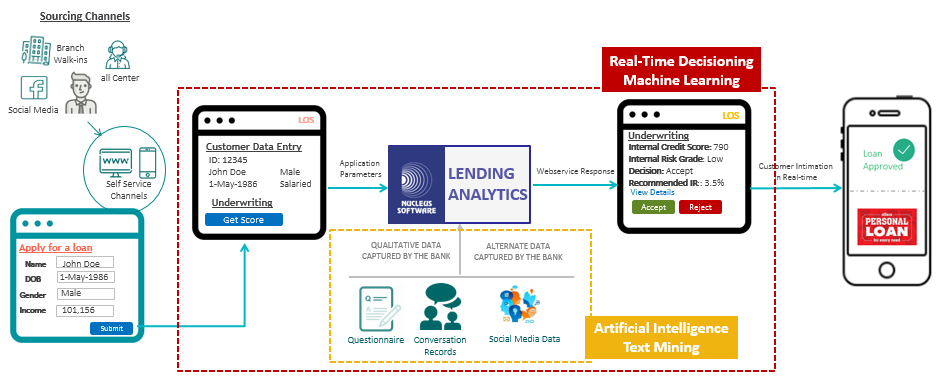 Sourcing Channels
Branch
Walk-ins
all Center
Social Media
www
Self Service
Channels
Apply for a loan
Name John Doe
DOB 1-May-1986
Gender Male
Income 101,156
Submit
LOS
Customer Data Entry
ID: 12345
John Doe Male
1-May-1986 Salaried
Underwriting
Get Score
Application
Parameters
NUCLEUS
SOFTWARE
LENDING
ANALYTICS
Webservice Response
QUALITATIVE DATA
CAPTURED BY THE BANK
ALTERNATE DATA
CAPTURED BY THE BANK
Questionnaire
Conversation
Records
Social Media Data
Artificial Intelligence
Text Mining
Real-Time Decisioning
Machine Learning
LOS
Underwriting
Internal Credit Score: 790
Internal Risk Grade: Low
Decision: Accept
Recommended IR: 3.5%
View Details
Accept Reject
Customer Intimation
n Real-time
Loan
Approved
PERSONAL
LOAN
for every need